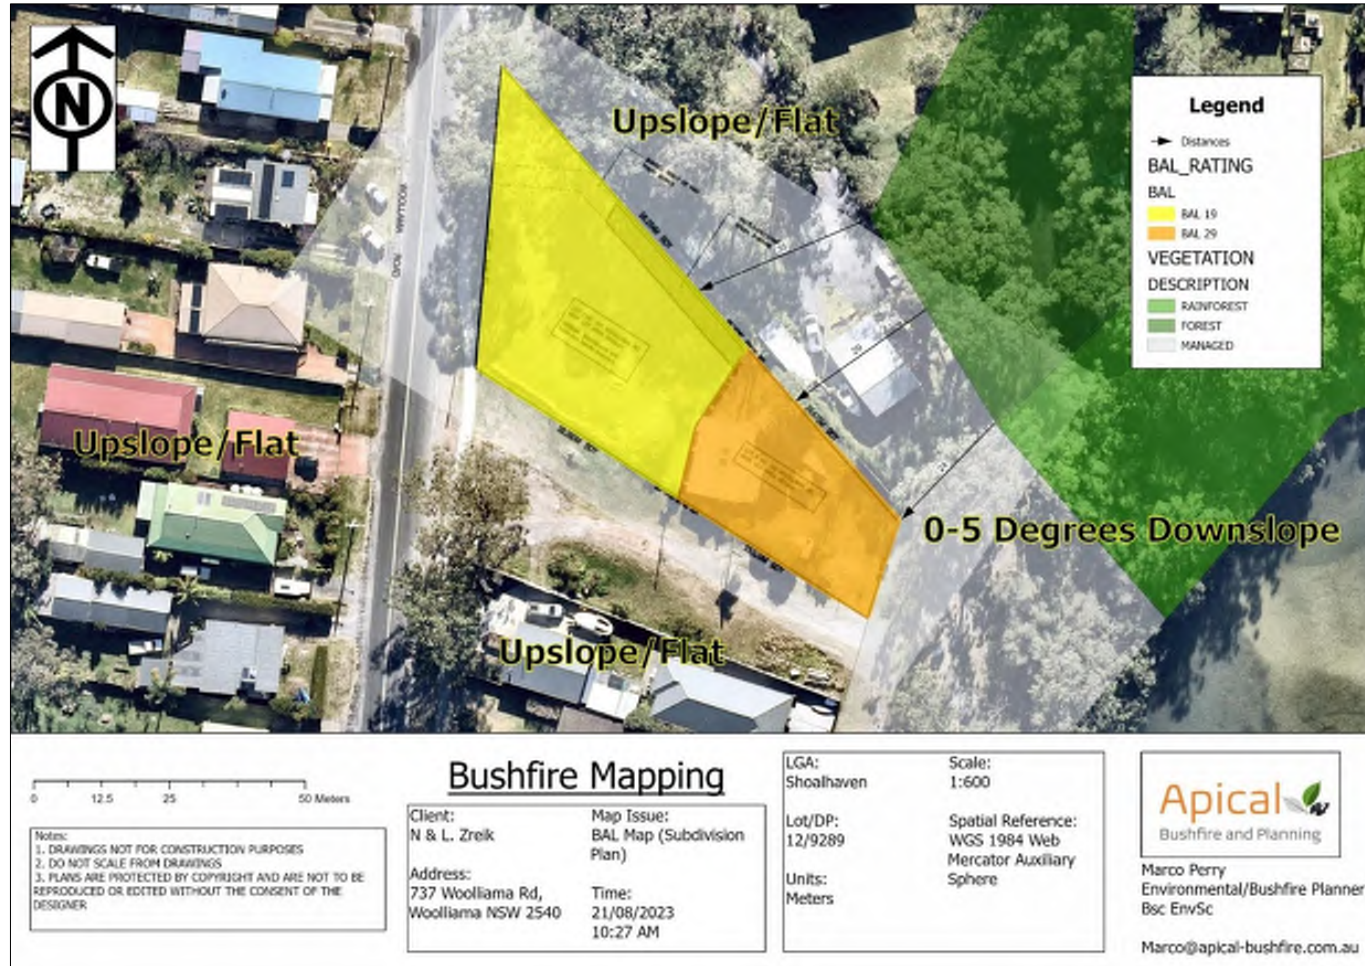 N
Upslope/Flat
Legend
Distances
BAL_RATING
BAL
BAL 19
BAL 29
VEGETATION
DESCRIPTION
RAINFOREST
FOREST
MANAGED
ROAD
29
Upslope/Flat
24
0-5 Degrees Downslope
Upslope/Flat
0 12.5 25 50 Meters
Notes:
1. DRAWINGS NOT FOR CONSTRUCTION PURPOSES
2. DO NOT SCALE FROM DRAWINGS
3. PLANS ARE PROTECTED BY COPYRIGHT AND ARE NOT TO BE
REPRODUCED OR EDITED WITHOUT THE CONSENT OF THE
DESIGNER
Bushfire Mapping
Client:
N & L. Zreik
Address:
737 Woolliama Rd,
Woolliama NSW 2540
Map Issue:
BAL Map (Subdivision
Plan)
Time:
21/08/2023
10:27 AM
LGA:
Shoalhaven
Lot/DP:
12/9289
Units:
Meters
Scale:
1:600
Spatial Reference:
WGS 1984 Web
Mercator Auxiliary
Sphere
Apical
Bushfire and Planning
Marco Perry
Environmental/Bushfire Planner
Bsc EnvSc
Marco@apical-bushfire.com.au